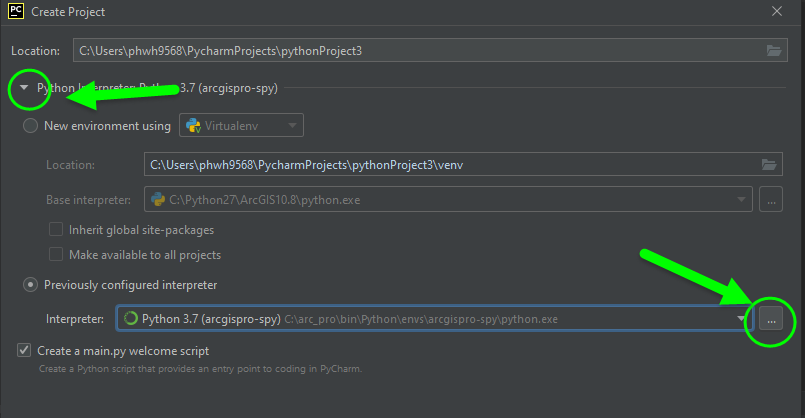 PC Create Project
Location: C:\Users\phwh9568\PycharmProjects\pythonProject3
Python Interpreter: Python 3.7 (arcgispro-spy)
New environment using Virtualenv
Location: C:\Users\phwh9568\PycharmProjects\pythonProject3\venv
Base interpreter: C:\Python27\ArcGIS10.8\python.exe ...
Inherit global site-packages
Make available to all projects
Previously configured interpreter
Interpreter: Python 3.7 (arcgispro-spy) C:\arc_pro\bin\Python\envs\arcgispro-spy\python.exe ...
Create a main.py welcome script
Create a Python script that provides an entry point to coding in PyCharm.